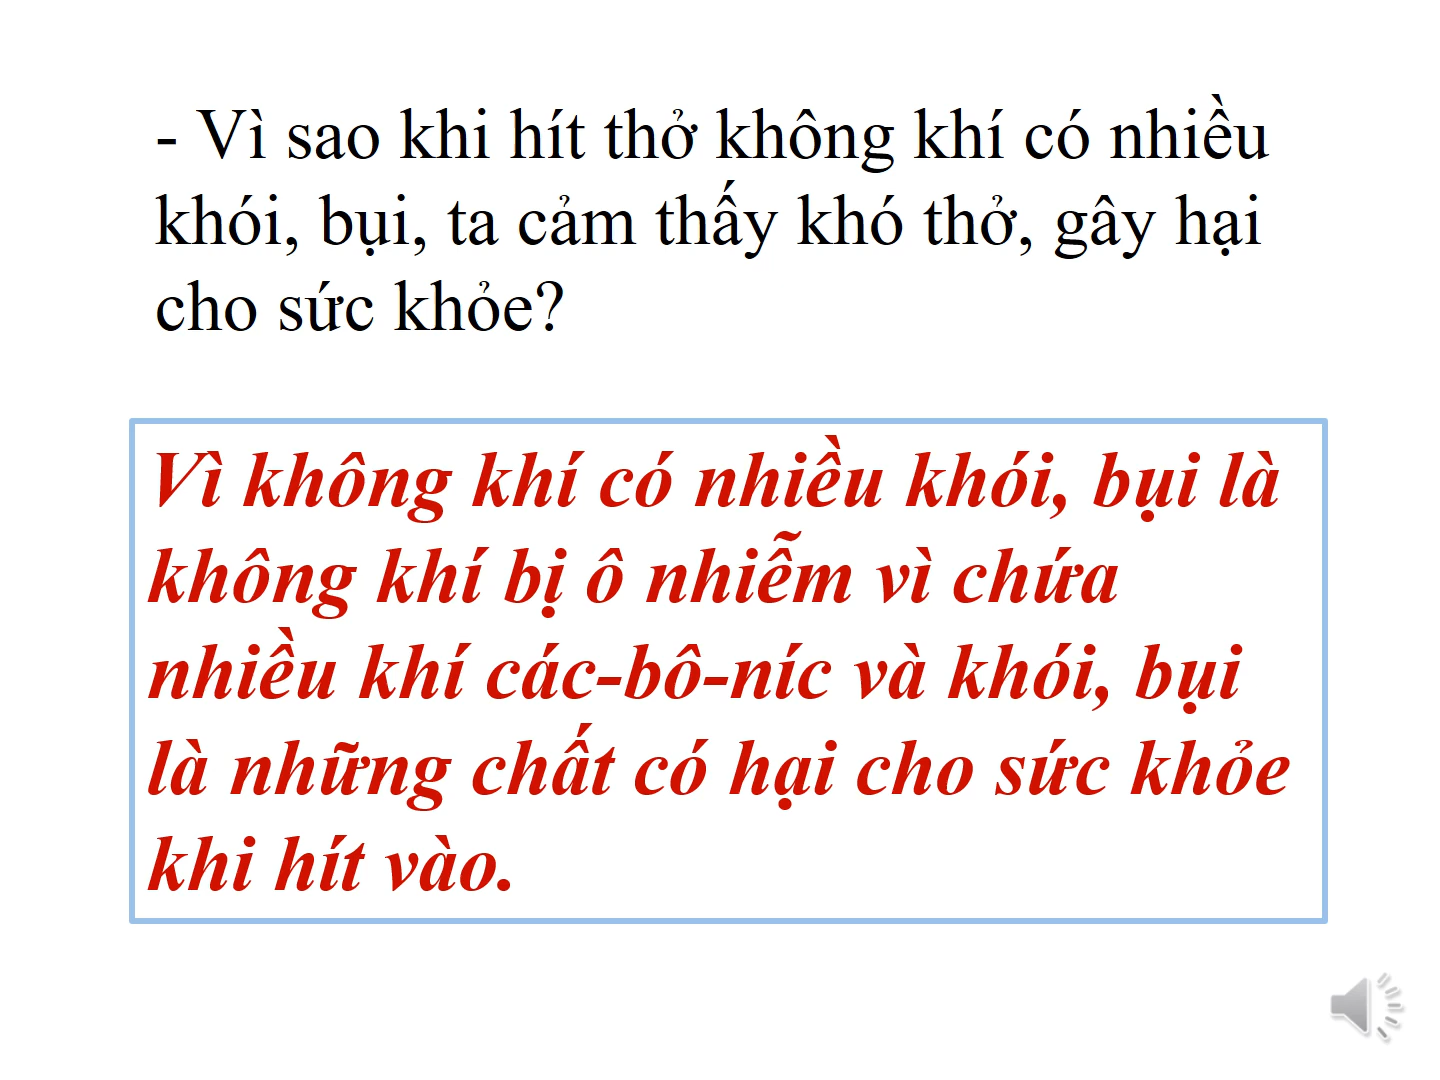 - Vì sao khi hít thở không khí có nhiều
khói, bụi, ta cảm thấy khó thở, gây hại
cho sức khỏe?
Vì không khí có nhiều khói, bụi là
không khí bị ô nhiễm vì chứa
nhiều khí các-bô-níc và khói, bụi
là những chất có hại cho sức khỏe
khi hít vào.